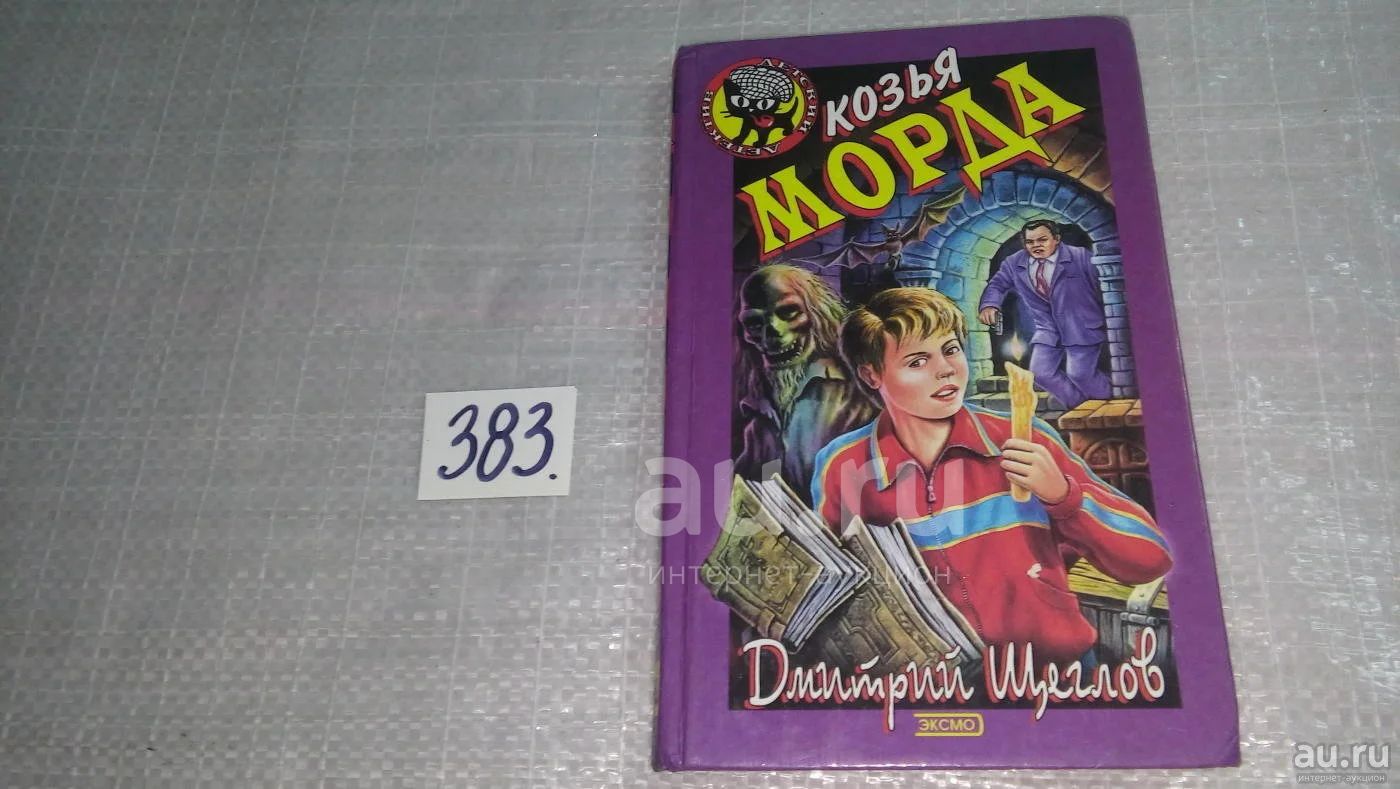 383.
ДЕТСКИЙ ДЕТЕКТИВ
КОЗЬЯ
МОРДА
Дмитрий Щеглов
ЭКСМО
au.ru
интернет-аукцион
au.ru
интернет-аукцион